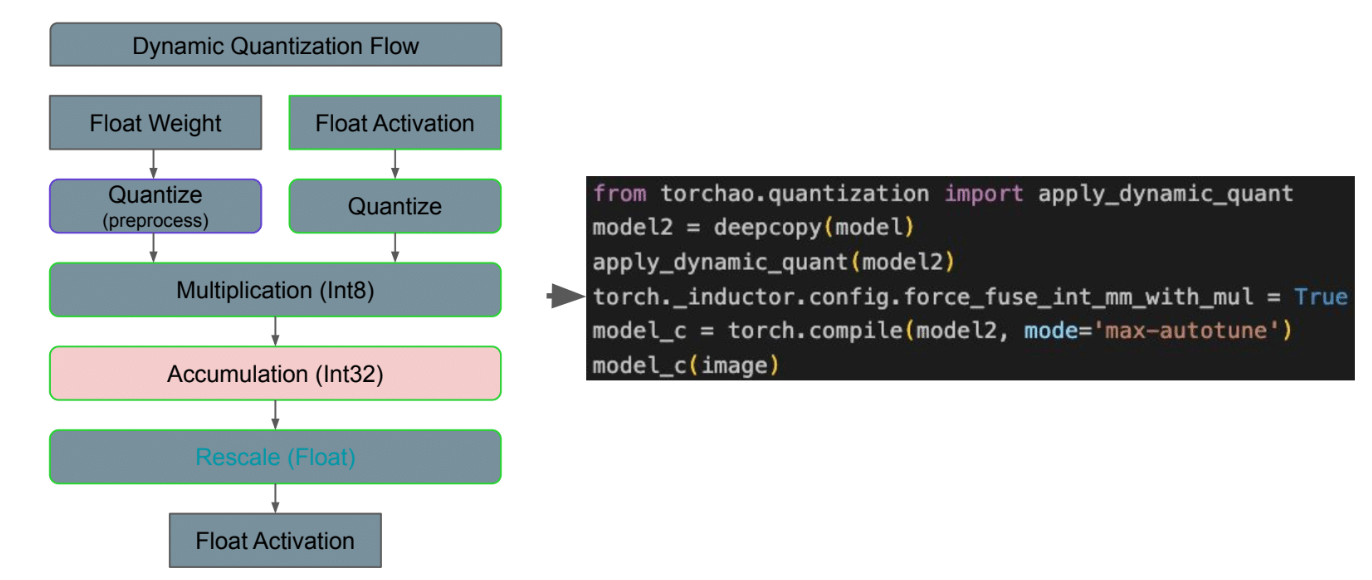 Dynamic Quantization Flow
Float Weight
Float Activation
Quantize
(preprocess)
Quantize
Multiplication (Int8)
Accumulation (Int32)
Rescale (Float)
Float Activation
from torchao.quantization import apply_dynamic_quant
model2 = deepcopy(model)
apply_dynamic_quant(model2)
torch._inductor.config.force_fuse_int_mm_with_mul = True
model_c = torch.compile(model2, mode='max-autotune')
model_c(image)